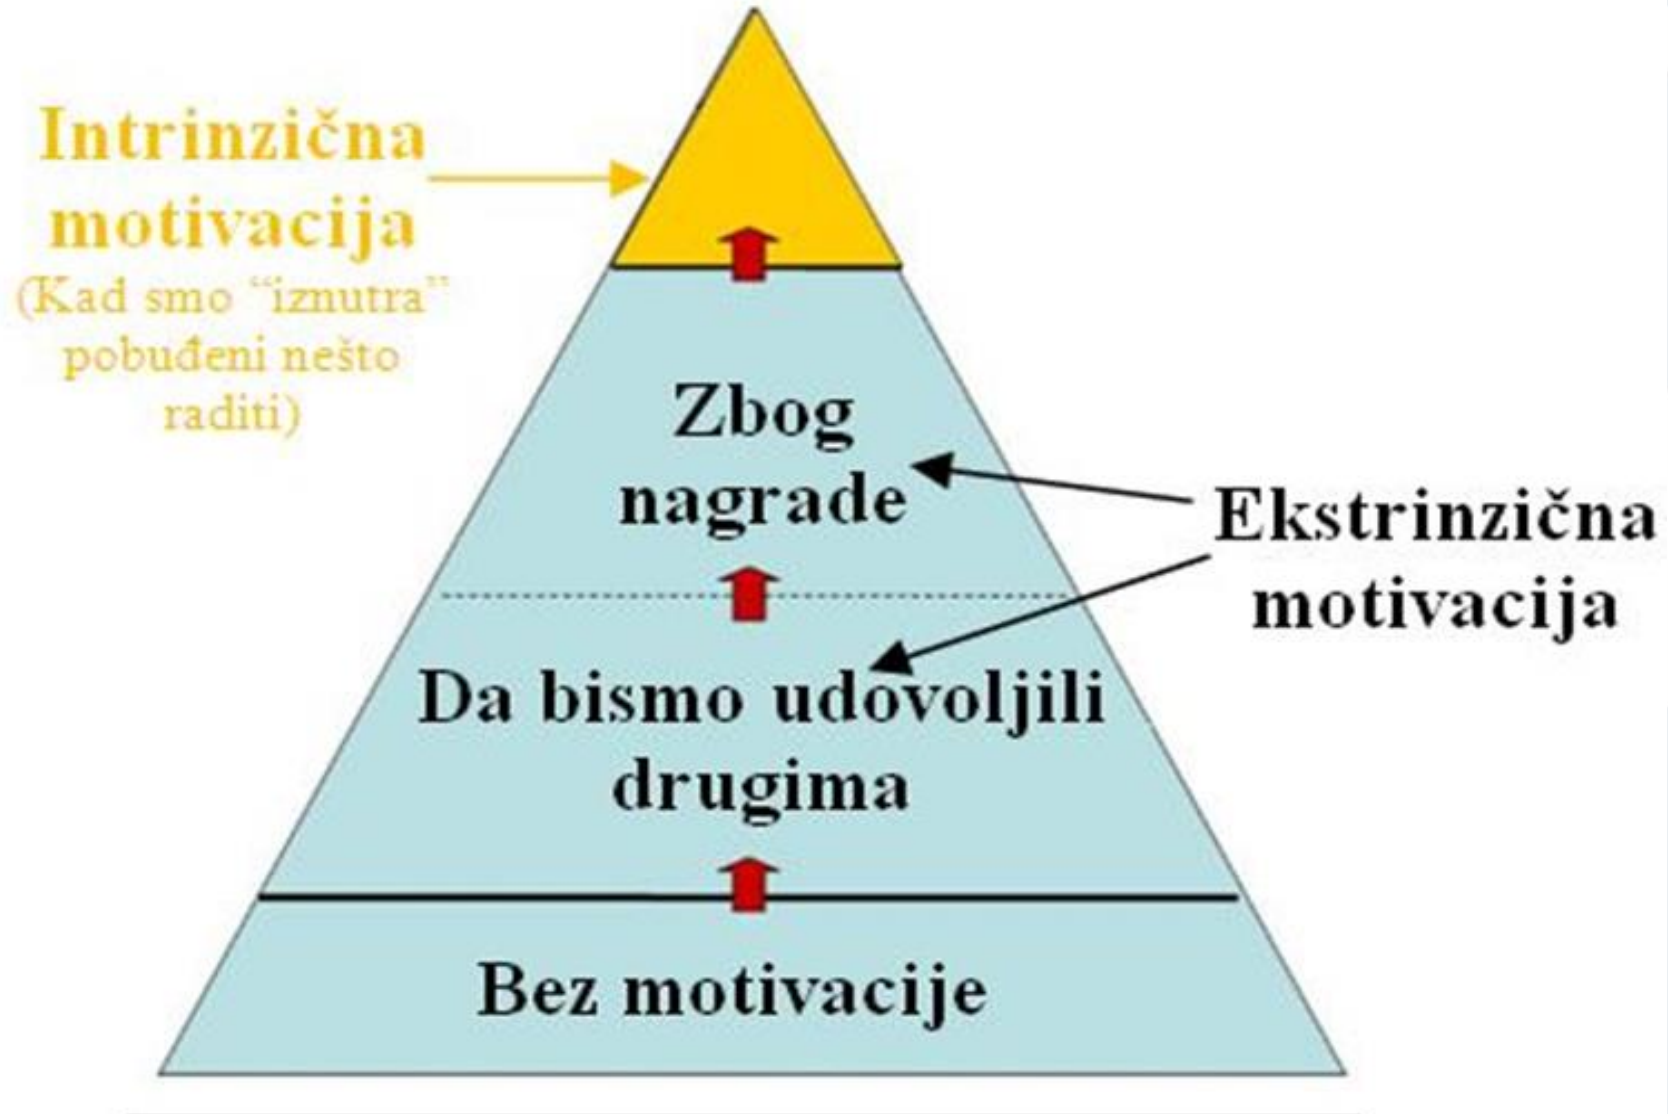 Intrinzična
motivacija
(Kad smo “iznutra”
pobuđeni nešto
raditi)
Zbog
nagrade
Ekstrinzična
motivacija
Da bismo udovoljili
drugima
Bez motivacije